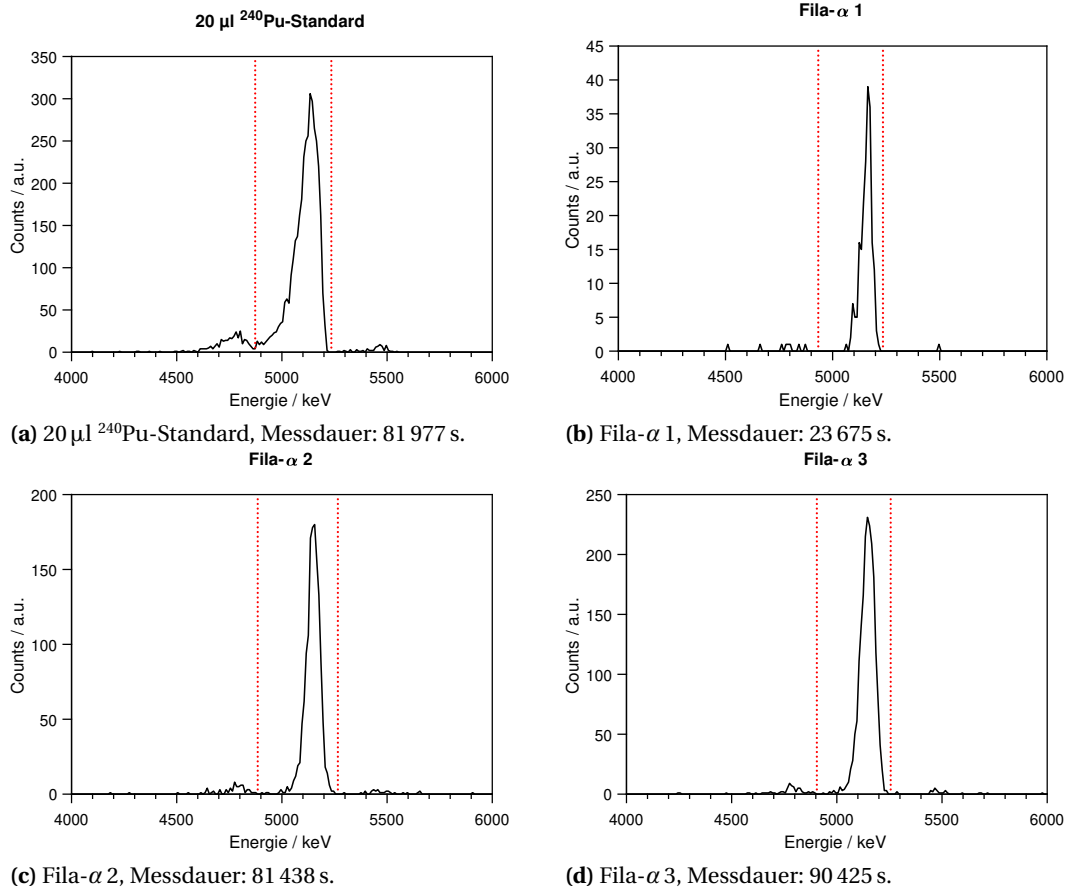 20 µl ²⁴⁰Pu-Standard
350
300
250
200
150
100
50
0
Counts / a.u.
4000 4500 5000 5500 6000
Energie / keV
(a) 20 µl ²⁴⁰Pu-Standard, Messdauer: 81 977 s.
Fila-α 1
45
40
35
30
25
20
15
10
5
0
Counts / a.u.
4000 4500 5000 5500 6000
Energie / keV
(b) Fila-α 1, Messdauer: 23 675 s.
Fila-α 2
200
150
100
50
0
Counts / a.u.
4000 4500 5000 5500 6000
Energie / keV
(c) Fila-α 2, Messdauer: 81 438 s.
Fila-α 3
250
200
150
100
50
0
Counts / a.u.
4000 4500 5000 5500 6000
Energie / keV
(d) Fila-α 3, Messdauer: 90 425 s.